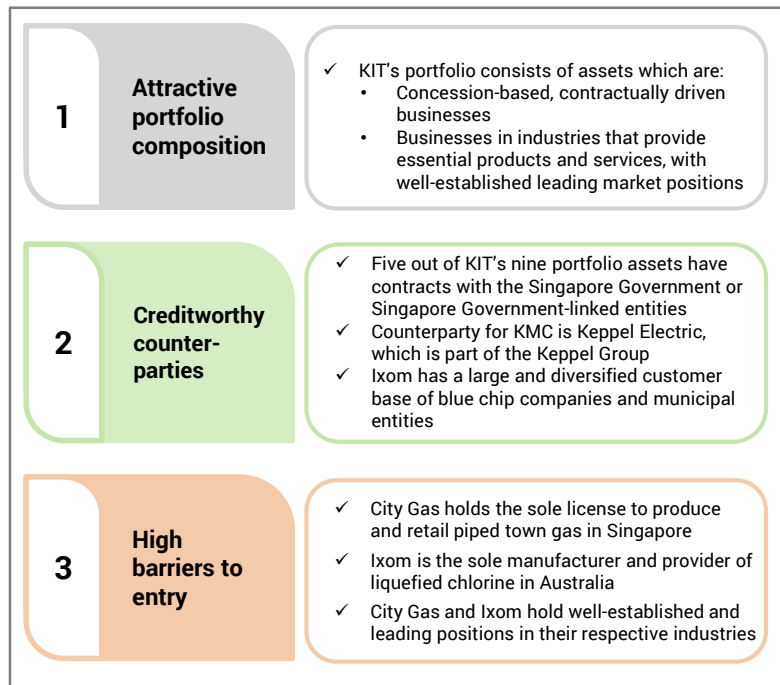 1
Attractive
portfolio
composition
✓ KIT's portfolio consists of assets which are:
• Concession-based, contractually driven
businesses
• Businesses in industries that provide
essential products and services, with
well-established leading market positions
2
Creditworthy
counter-
parties
✓ Five out of KIT’s nine portfolio assets have
contracts with the Singapore Government or
Singapore Government-linked entities
✓ Counterparty for KMC is Keppel Electric,
which is part of the Keppel Group
✓ Ixom has a large and diversified customer
base of blue chip companies and municipal
entities
3
High
barriers to
entry
✓ City Gas holds the sole license to produce
and retail piped town gas in Singapore
✓ Ixom is the sole manufacturer and provider of
liquefied chlorine in Australia
✓ City Gas and Ixom hold well-established and
leading positions in their respective industries